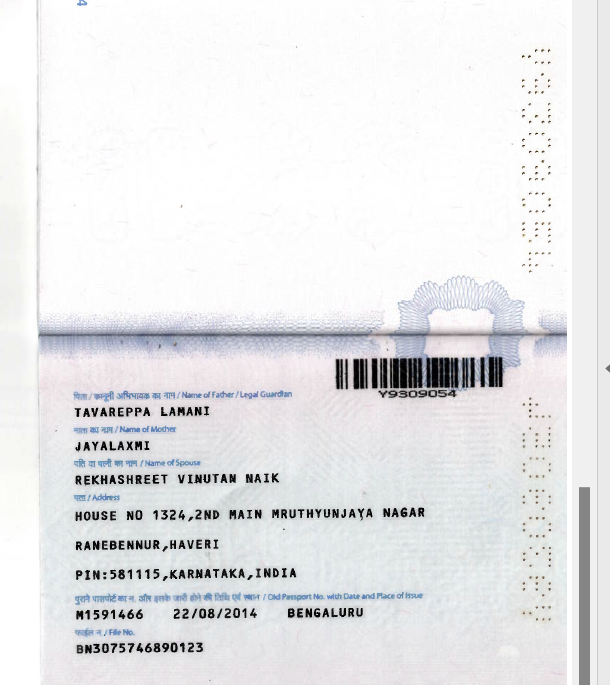 Y9309054
पिता / कानूनी अभिभावक का नाम / Name of Father / Legal Guardian
TAVAREPPA LAMANI
माता का नाम / Name of Mother
JAYALAXMI
पति या पत्नी का नाम / Name of Spouse
REKHASHREET VINUTAN NAIK
पता / Address
HOUSE NO 1324,2ND MAIN MRUTHYUNJAYA NAGAR
RANEBENNUR,HAVERI
PIN:581115,KARNATAKA,INDIA
पुराने पासपोर्ट का न. और इसके जारी होने की तिथि एवं स्थान / Old Passport No. with Date and Place of Issue
M1591466 22/08/2014 BENGALURU
फाईल न. / File No.
BN3075746890123